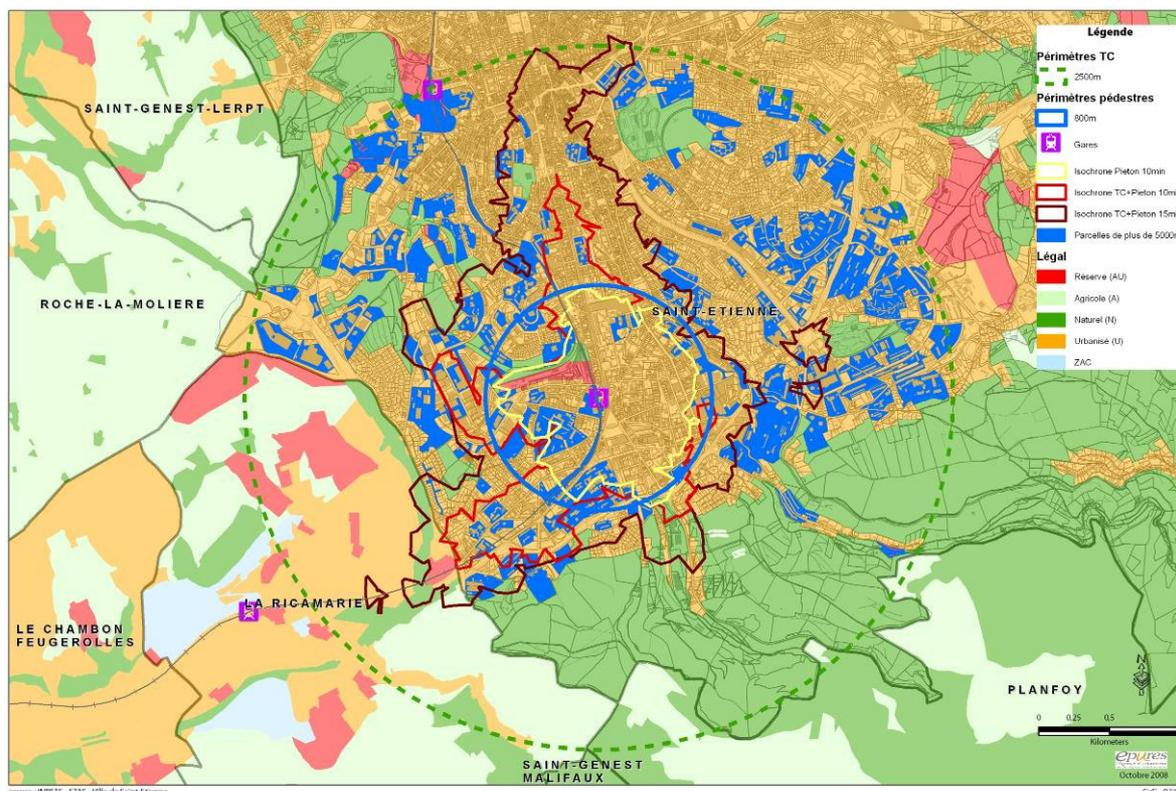 Légende
Périmètres TC
2500m
Périmètres pédestres
800m
Gares
Isochrone Pieton 10min
Isochrone TC+Pieton 10mi
Isochrone TC+Pieton 15mi
Parcelles de plus de 5000m
Légal
Réserve (AU)
Agricole (A)
Naturel (N)
Urbanisé (U)
ZAC
SAINT-GENEST-LERPT
ROCHE-LA-MOLIERE
SAINT-ETIENNE
LA RICAMARIE
LE CHAMBON
FEUGEROLLES
PLANFOY
SAINT-GENEST
MALIFAUX
0 0,25 0,5
Kilometers
epures
Octobre 2008